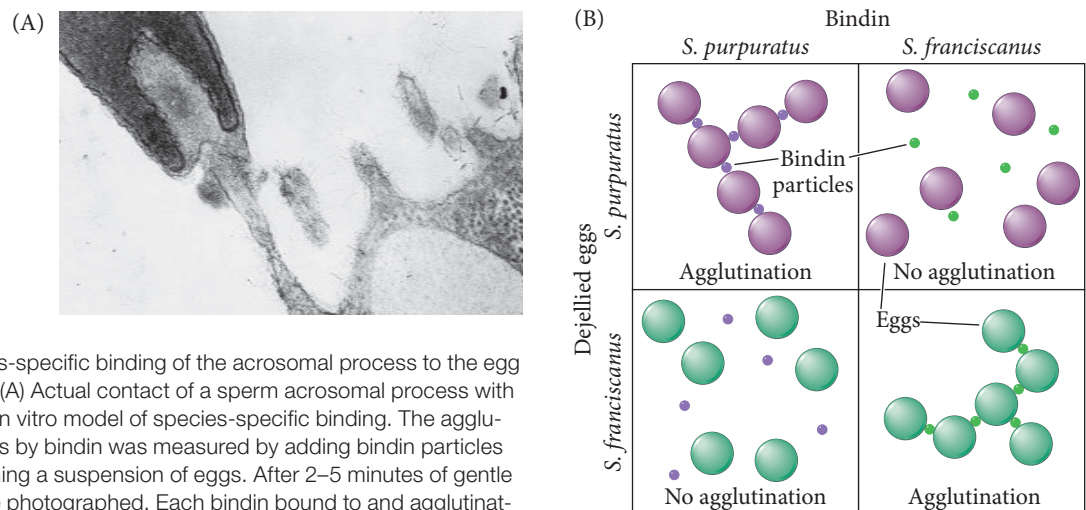 (A)
s-specific binding of the acrosomal process to the egg
(A) Actual contact of a sperm acrosomal process with
n vitro model of species-specific binding. The agglu-
s by bindin was measured by adding bindin particles
ning a suspension of eggs. After 2–5 minutes of gentle
photographed. Each bindin bound to and agglutinat-
(B)
Bindin
S. purpuratus
S. franciscanus
Dejellied eggs
S. purpuratus
Bindin
particles
Agglutination
No agglutination
Eggs
S. franciscanus
No agglutination
Agglutination